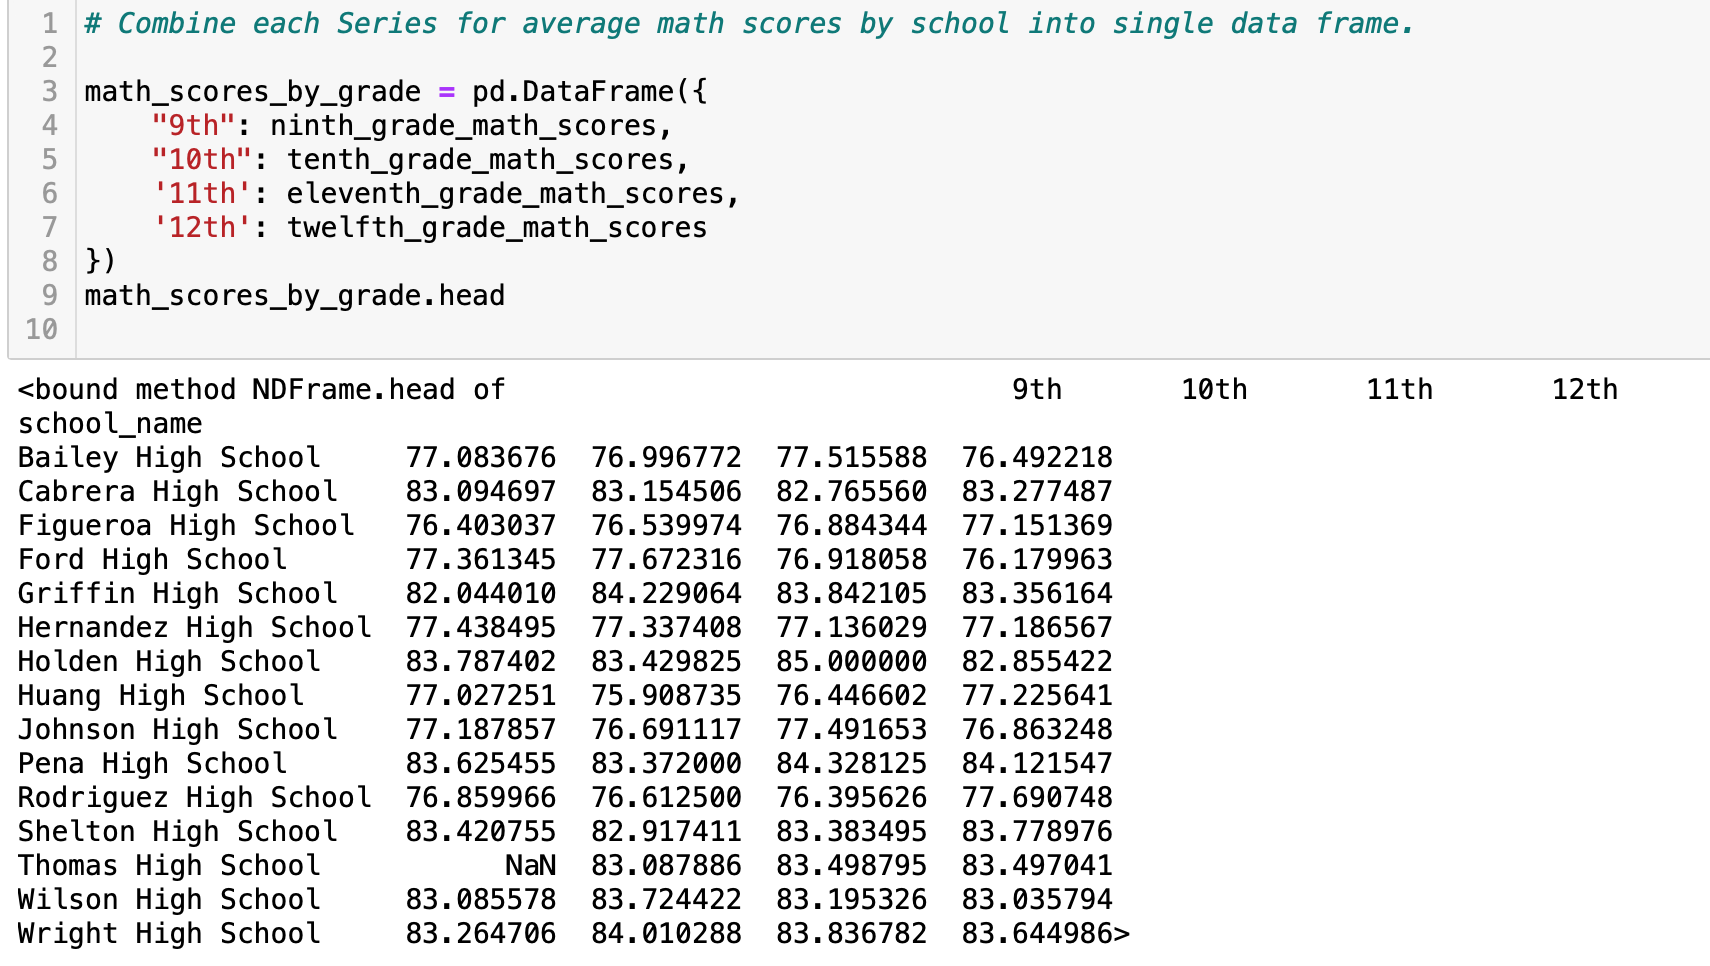 1 # Combine each Series for average math scores by school into single data frame.
2
3 math_scores_by_grade = pd.DataFrame({
4     "9th": ninth_grade_math_scores,
5     "10th": tenth_grade_math_scores,
6     '11th': eleventh_grade_math_scores,
7     '12th': twelfth_grade_math_scores
8 })
9 math_scores_by_grade.head
10
<bound method NDFrame.head of                               9th       10th       11th       12th
school_name
Bailey High School     77.083676  76.996772  77.515588  76.492218
Cabrera High School    83.094697  83.154506  82.765560  83.277487
Figueroa High School   76.403037  76.539974  76.884344  77.151369
Ford High School       77.361345  77.672316  76.918058  76.179963
Griffin High School    82.044010  84.229064  83.842105  83.356164
Hernandez High School  77.438495  77.337408  77.136029  77.186567
Holden High School     83.787402  83.429825  85.000000  82.855422
Huang High School      77.027251  75.908735  76.446602  77.225641
Johnson High School    77.187857  76.691117  77.491653  76.863248
Pena High School       83.625455  83.372000  84.328125  84.121547
Rodriguez High School  76.859966  76.612500  76.395626  77.690748
Shelton High School    83.420755  82.917411  83.383495  83.778976
Thomas High School           NaN  83.087886  83.498795  83.497041
Wilson High School     83.085578  83.724422  83.195326  83.035794
Wright High School     83.264706  84.010288  83.836782  83.644986>